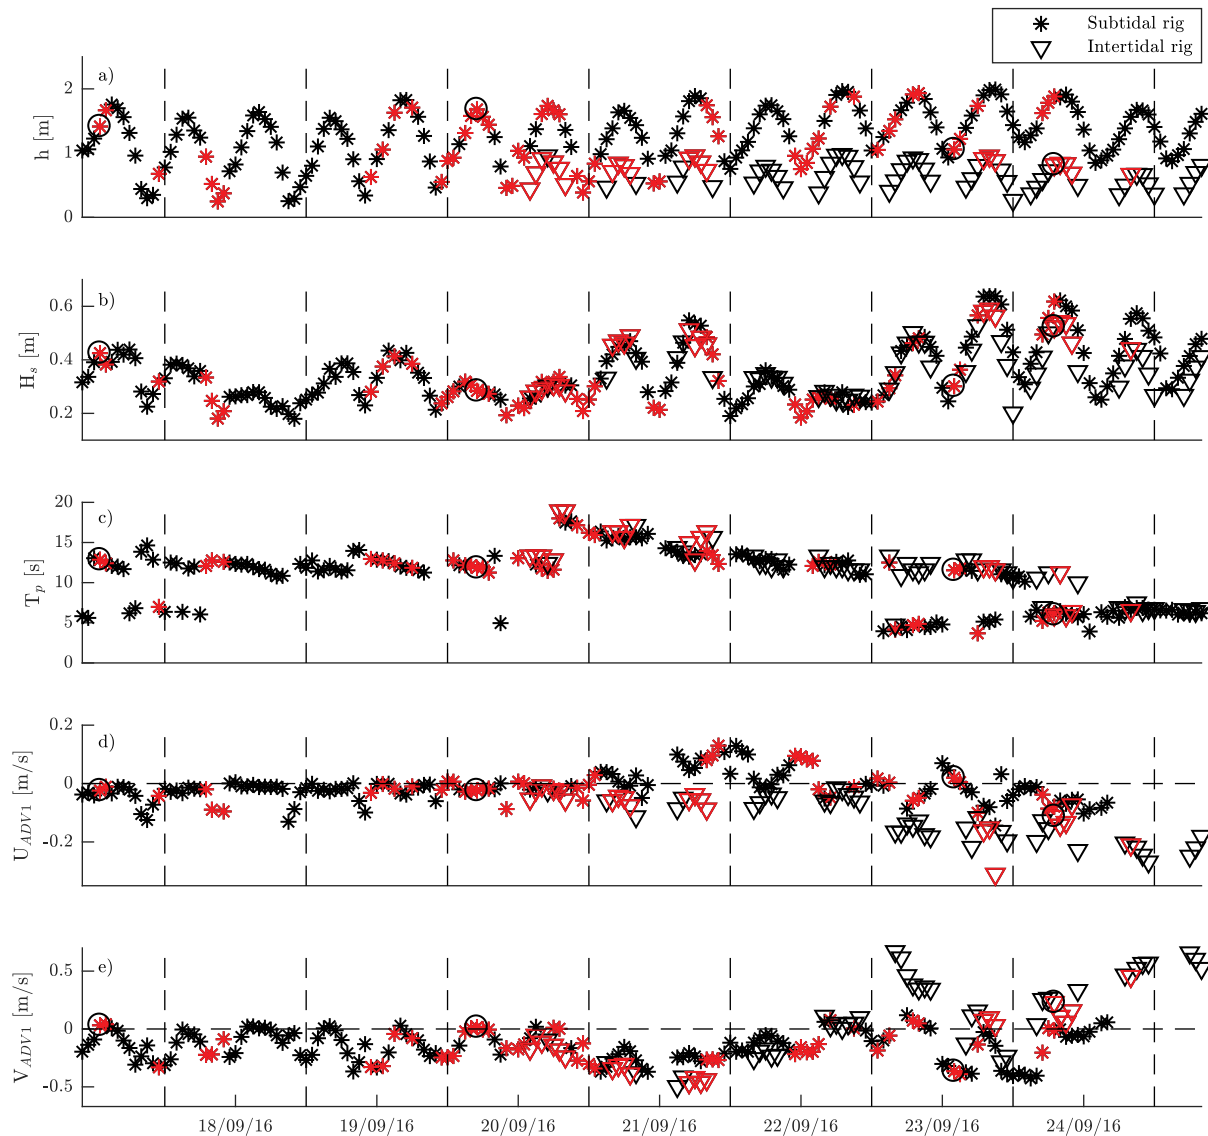 Subtidal rig
Intertidal rig
a)
2
1
0
h [m]
b)
0.6
0.4
0.2
H_s [m]
c)
20
15
10
5
0
T_p [s]
d)
0.2
0
-0.2
U_ADV1 [m/s]
e)
0.5
0
-0.5
V_ADV1 [m/s]
18/09/16 19/09/16 20/09/16 21/09/16 22/09/16 23/09/16 24/09/16